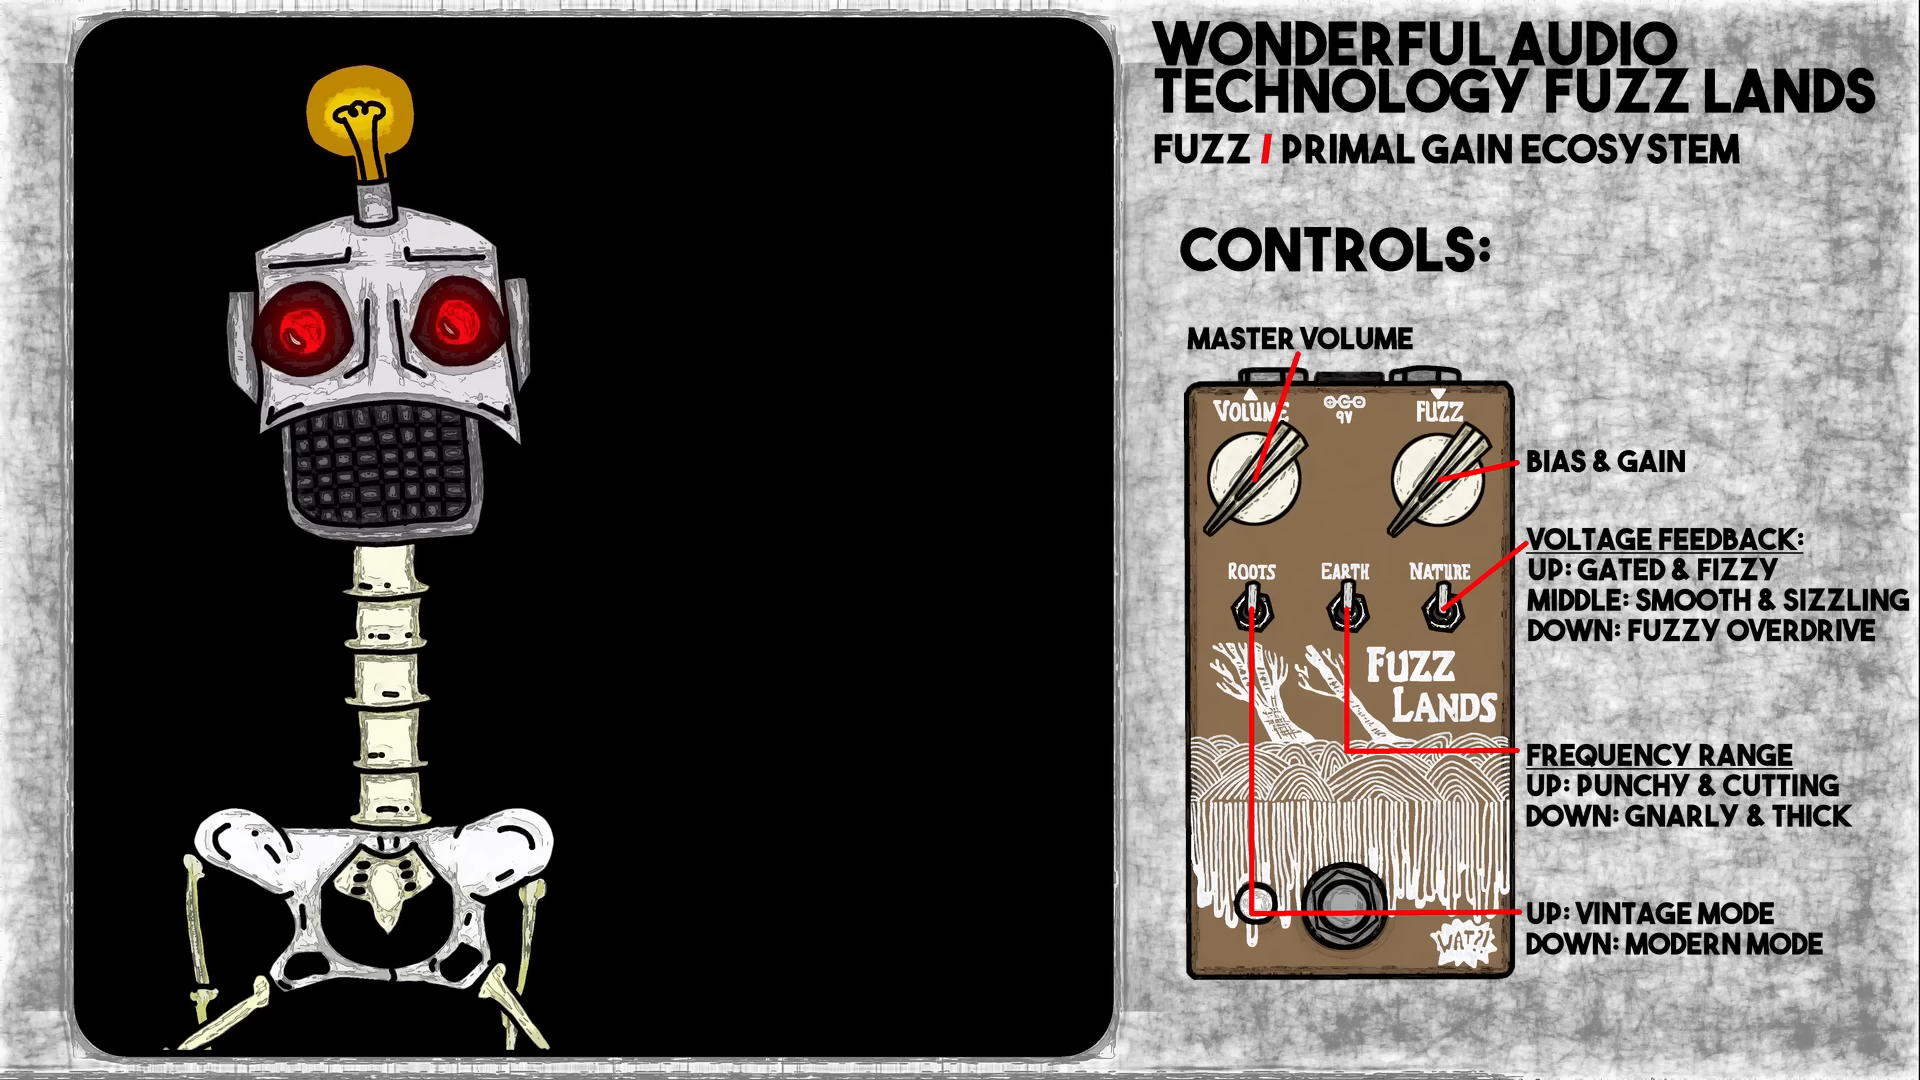 WONDERFUL AUDIO
TECHNOLOGY FUZZ LANDS
FUZZ / PRIMAL GAIN ECOSYSTEM
CONTROLS:
MASTER VOLUME
VOLUME
9V
FUZZ
BIAS & GAIN
VOLTAGE FEEDBACK:
UP: GATED & FIZZY
MIDDLE: SMOOTH & SIZZLING
DOWN: FUZZY OVERDRIVE
ROOTS
EARTH
NATURE
FUZZ
LANDS
FREQUENCY RANGE
UP: PUNCHY & CUTTING
DOWN: GNARLY & THICK
UP: VINTAGE MODE
DOWN: MODERN MODE
WAT?!